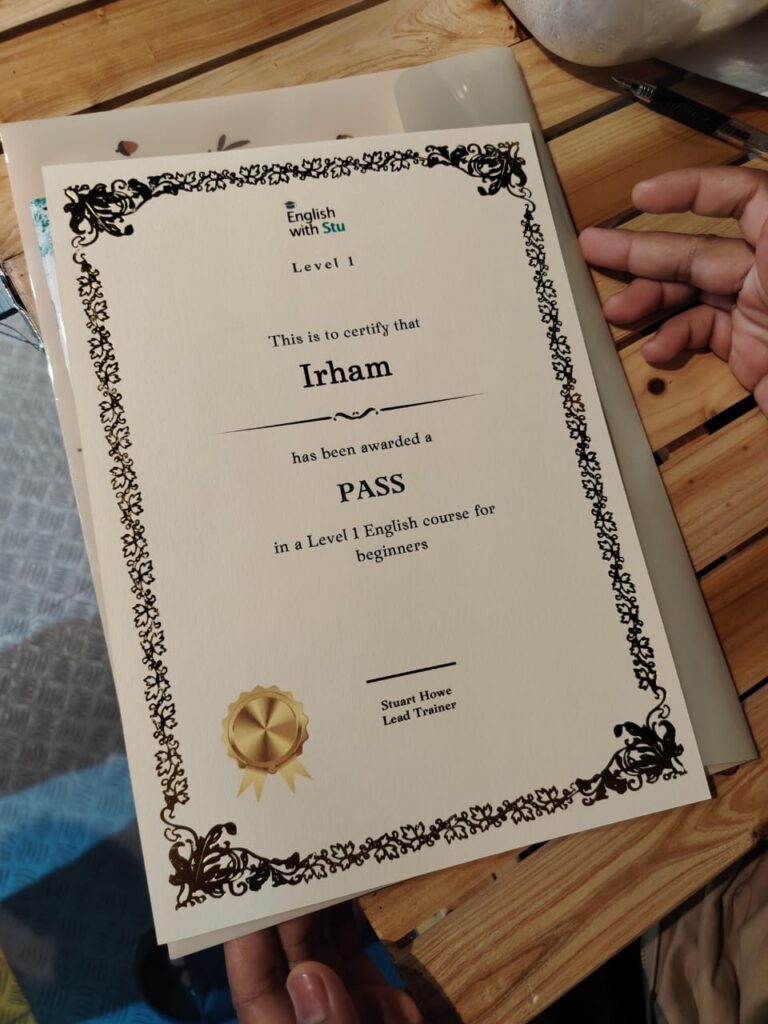 English
with Stu
Level 1
This is to certify that
Irham
has been awarded a
PASS
in a Level 1 English course for
beginners
Stuart Howe
Lead Trainer